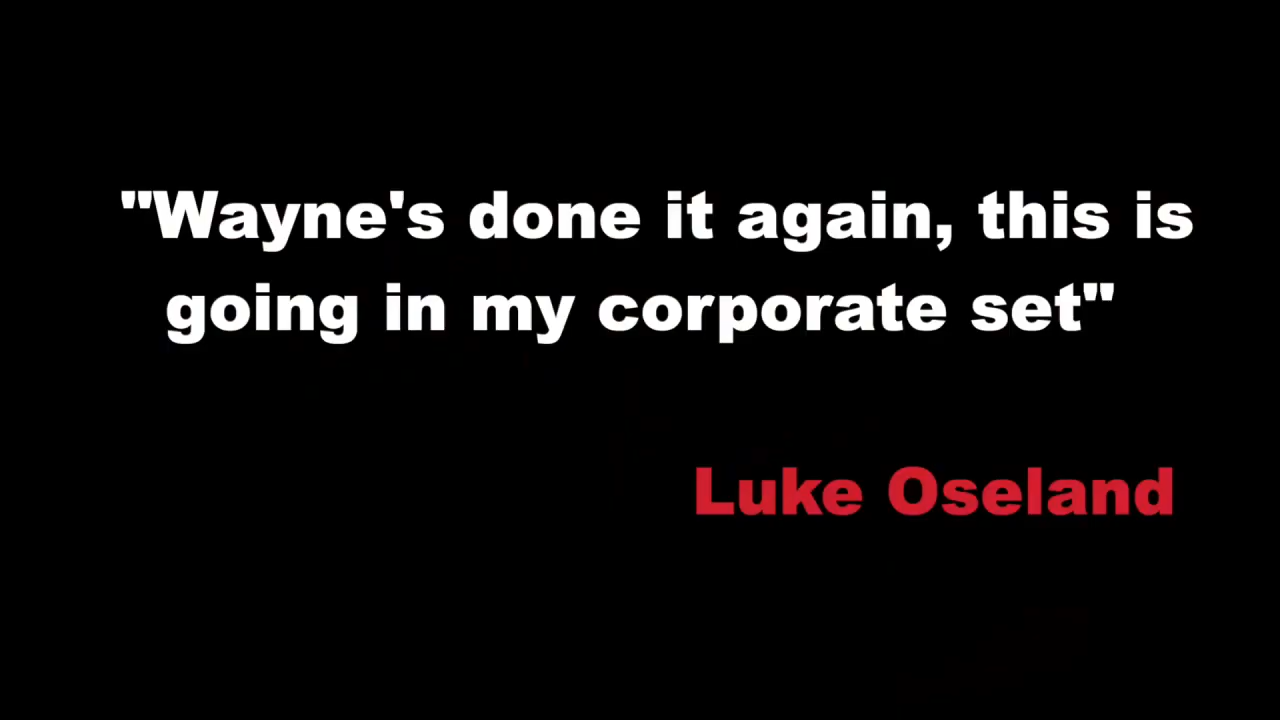 "Wayne's done it again, this is
going in my corporate set"
Luke Oseland